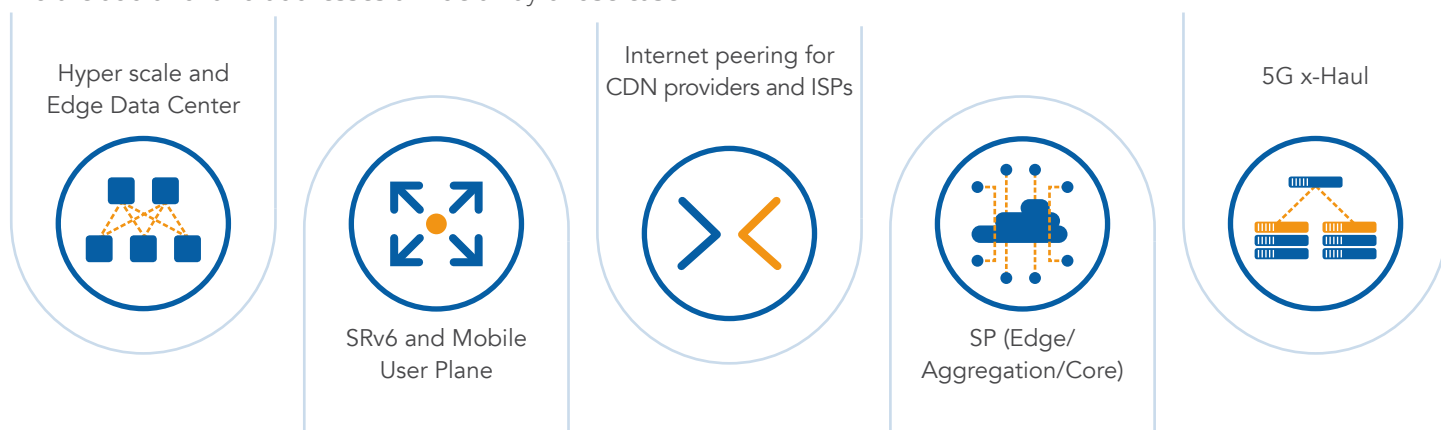 Hyper scale and
Edge Data Center
SRv6 and Mobile
User Plane
Internet peering for
CDN providers and ISPs
SP (Edge/
Aggregation/Core)
5G x-Haul